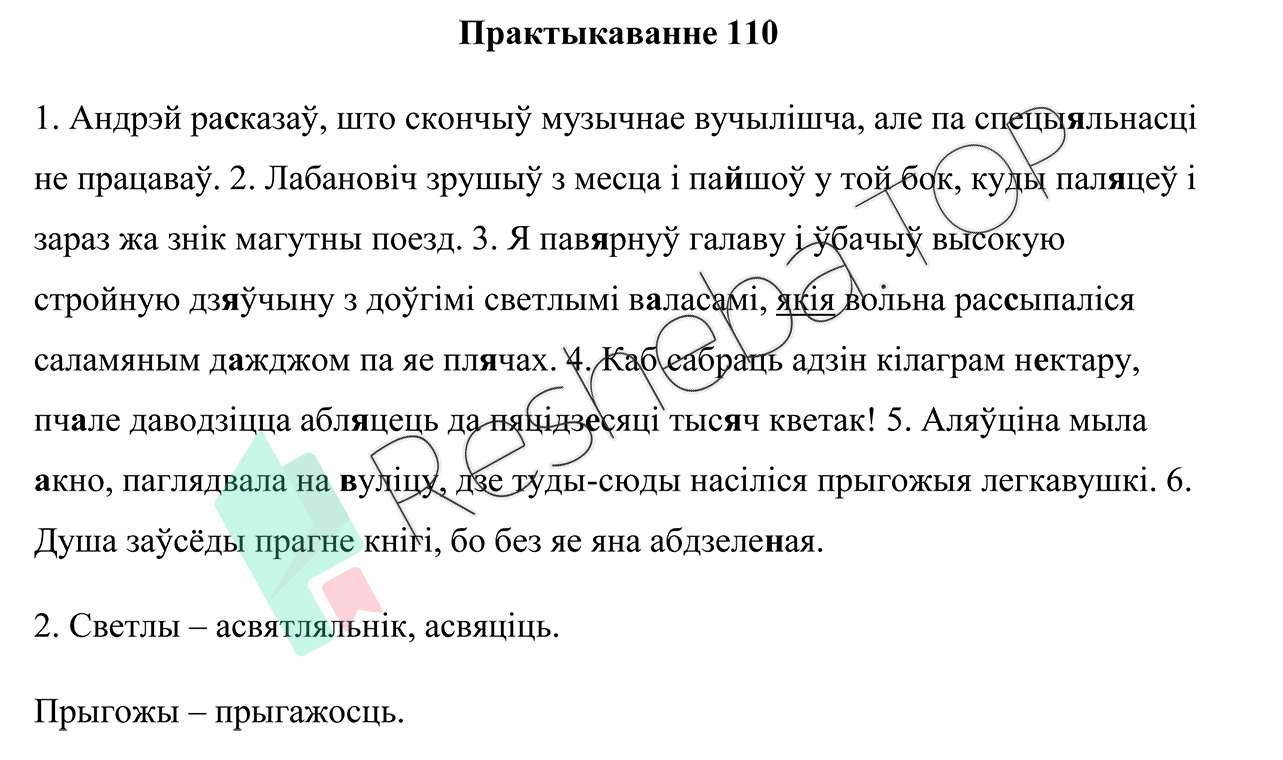 Практыкаванне 110
1. Андрэй расказаў, што скончыў музычнае вучылішча, але па спецыяльнасці
не працаваў. 2. Лабановіч зрушыў з месца і пайшоў у той бок, куды паляцеў і
зараз жа знік магутны поезд. 3. Я павярнуў галаву і ўбачыў высокую
стройную дзяўчыну з доўгімі светлымі валасамі, якія вольна рассыпаліся
саламяным дажджом па яе плячах. 4. Каб сабраць адзін кілаграм нектару,
пчале даводзіцца абляцець да пяцідзесяці тысяч кветак! 5. Аляўціна мыла
акно, паглядвала на вуліцу, дзе туды-сюды насіліся прыгожыя легкавушкі. 6.
Душа заўсёды прагне кнігі, бо без яе яна абдзеленая.
2. Светлы – асвятляльнік, асвяціць.
Прыгожы – прыгажосць.
Resheba.TOP